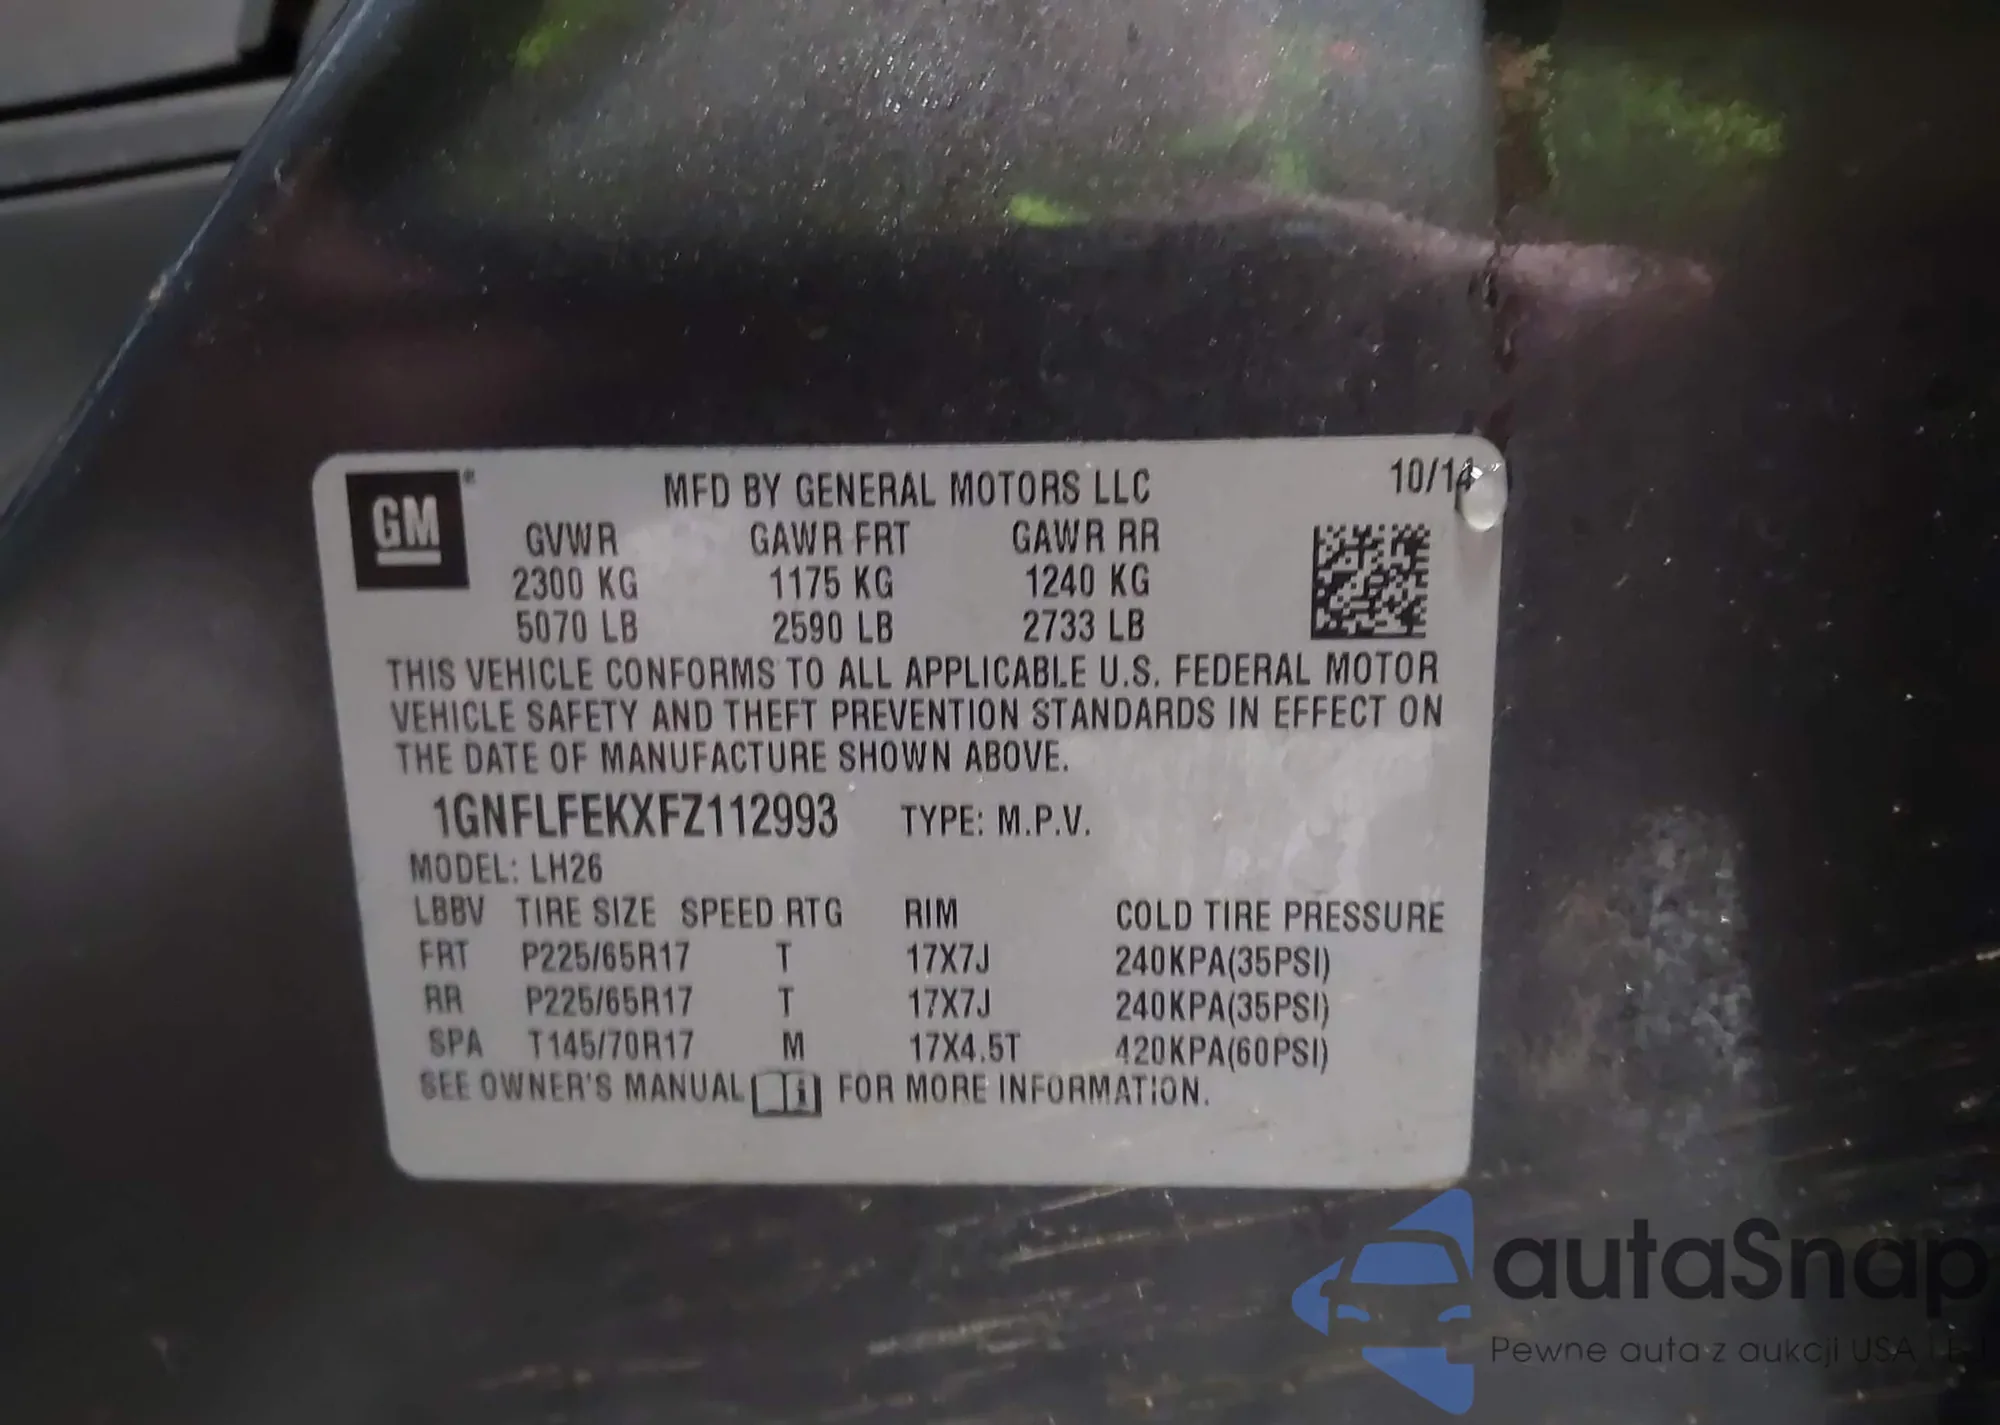 GM
MFD BY GENERAL MOTORS LLC 10/14
GVWR GAWR FRT GAWR RR
2300 KG 1175 KG 1240 KG
5070 LB 2590 LB 2733 LB
THIS VEHICLE CONFORMS TO ALL APPLICABLE U.S. FEDERAL MOTOR
VEHICLE SAFETY AND THEFT PREVENTION STANDARDS IN EFFECT ON
THE DATE OF MANUFACTURE SHOWN ABOVE.
1GNFLFEKXFZ112993 TYPE: M.P.V.
MODEL: LH26
LBBV TIRE SIZE SPEED RTG RIM COLD TIRE PRESSURE
FRT P225/65R17 T 17X7J 240KPA(35PSI)
RR P225/65R17 T 17X7J 240KPA(35PSI)
SPA T145/70R17 M 17X4.5T 420KPA(60PSI)
SEE OWNER'S MANUAL FOR MORE INFORMATION.
autaSnap
Pewne auta z aukcji USA i EU